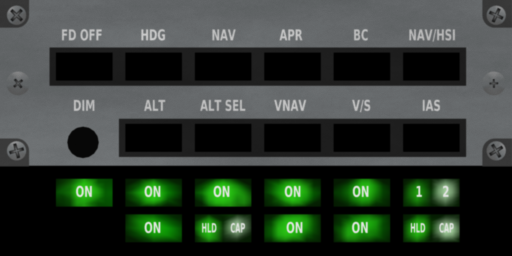 FD OFF HDG NAV APR BC NAV/HSI
DIM ALT ALT SEL VNAV V/S IAS
ON ON ON ON ON 1 2
ON HLD CAP ON ON HLD CAP